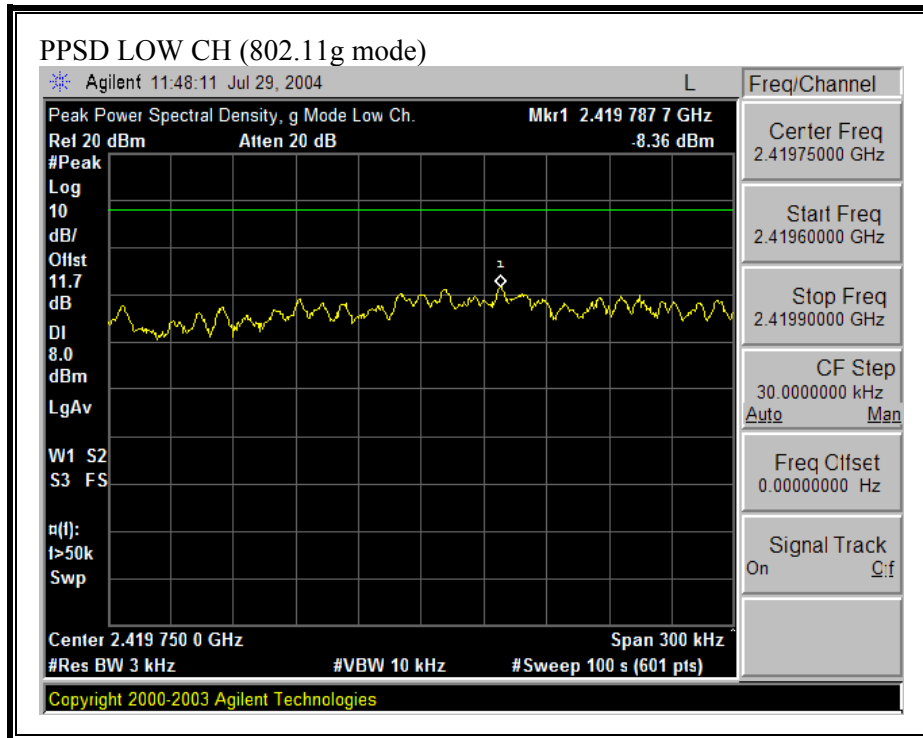 PPSD LOW CH (802.11g mode)
Agilent 11:48:11 Jul 29, 2004 L
Freq/Channel
Peak Power Spectral Density, g Mode Low Ch. Mkr1 2.419 787 7 GHz
Ref 20 dBm Atten 20 dB -8.36 dBm
#Peak
Log
10
dB/
Offst
11.7
dB
DI
8.0
dBm
LgAv
W1 S2
S3 FS
¤(f):
f>50k
Swp
1
Center 2.419 750 0 GHz Span 300 kHz
#Res BW 3 kHz #VBW 10 kHz #Sweep 100 s (601 pts)
Copyright 2000-2003 Agilent Technologies
Center Freq
2.41975000 GHz
Start Freq
2.41960000 GHz
Stop Freq
2.41990000 GHz
CF Step
30.0000000 kHz
Auto Man
Freq Offset
0.00000000 Hz
Signal Track
On Off